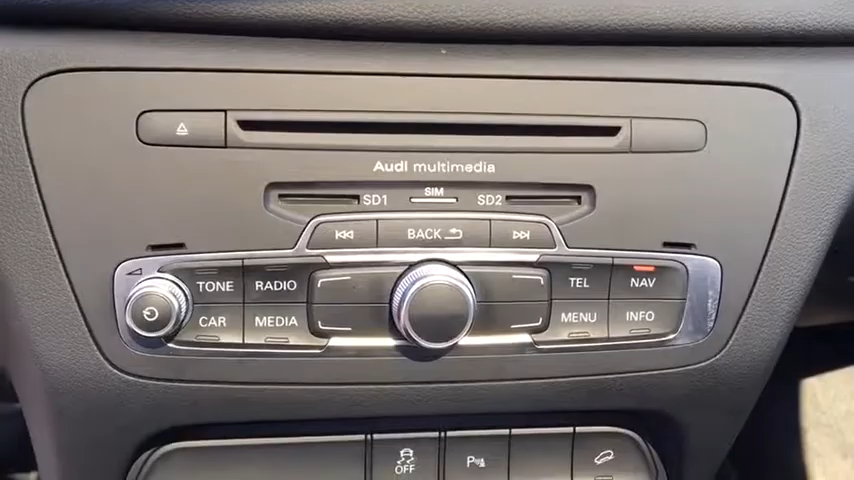 Audi multimedia
SD1 SIM SD2
BACK
TONE RADIO TEL NAV
CAR MEDIA MENU INFO
OFF P